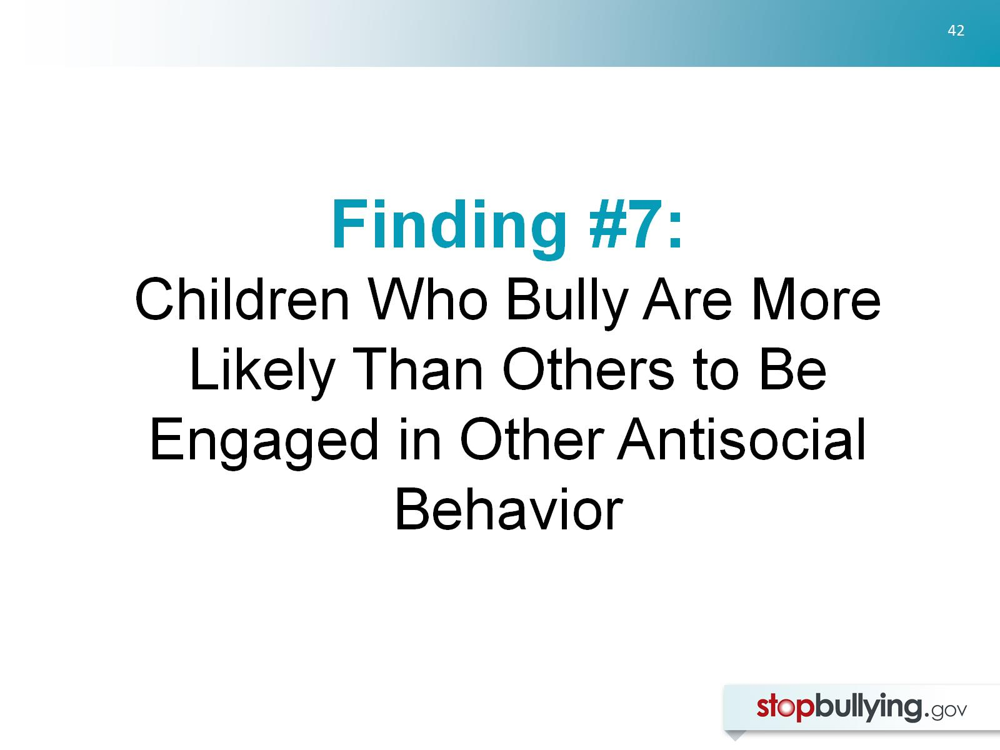 42
Finding #7:
Children Who Bully Are More
Likely Than Others to Be
Engaged in Other Antisocial
Behavior
stopbullying.gov